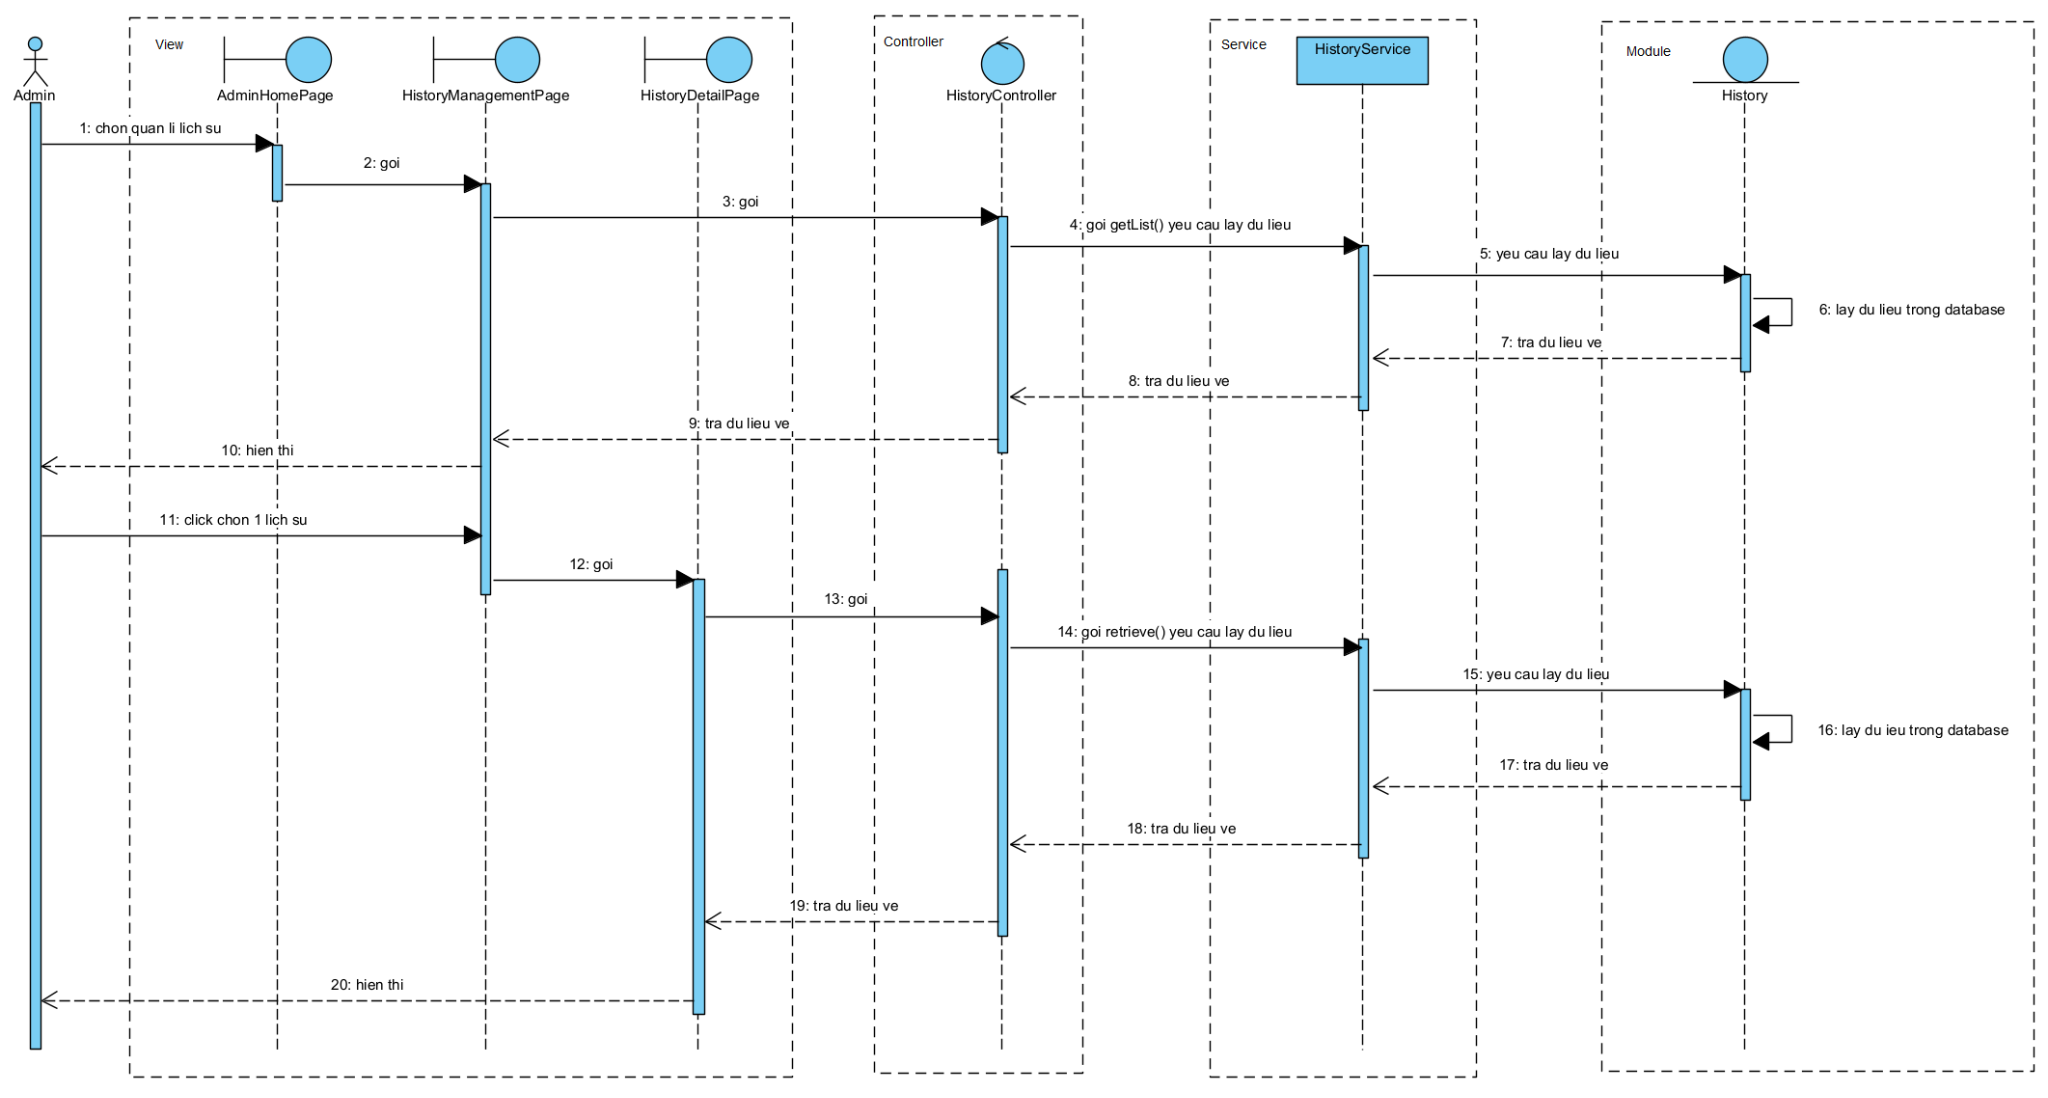 View
Controller
Service
Module
HistoryService
Admin
AdminHomePage
HistoryManagementPage
HistoryDetailPage
HistoryController
History
1: chon quan li lich su
2: goi
3: goi
4: goi getList() yeu cau lay du lieu
5: yeu cau lay du lieu
6: lay du lieu trong database
7: tra du lieu ve
8: tra du lieu ve
9: tra du lieu ve
10: hien thi
11: click chon 1 lich su
12: goi
13: goi
14: goi retrieve() yeu cau lay du lieu
15: yeu cau lay du lieu
16: lay du ieu trong database
17: tra du lieu ve
18: tra du lieu ve
19: tra du lieu ve
20: hien thi